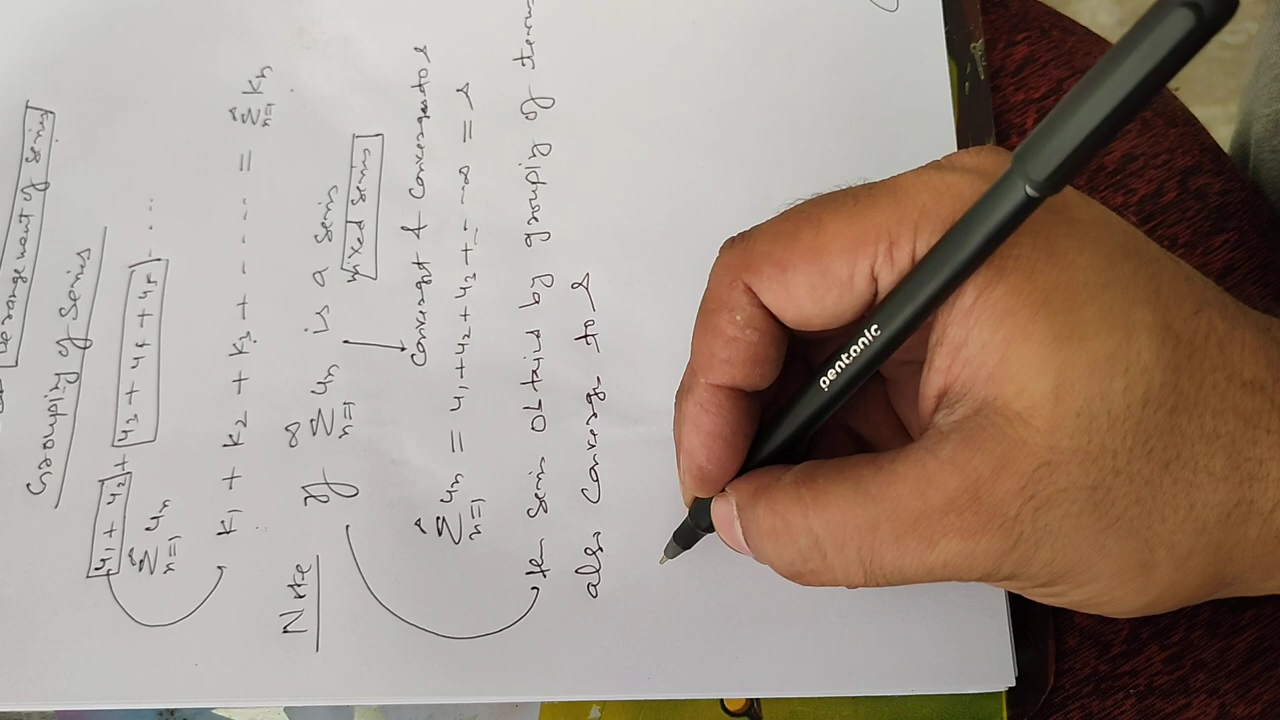 Derangement of series
Grouping of Series
u1 + u2 + u3 + u4 + u5 + ...
∞ Σ n=1 un
K1 + K2 + K3 + - - - - = ∞ Σ n=1 Kn
Note If ∞ Σ n=1 un is a series
mixed series
convergent & converges to s
∞ Σ n=1 un = u1 + u2 + u3 + - - - ∞ = s
then series obtained by grouping of terms
also converge to s
pentonic